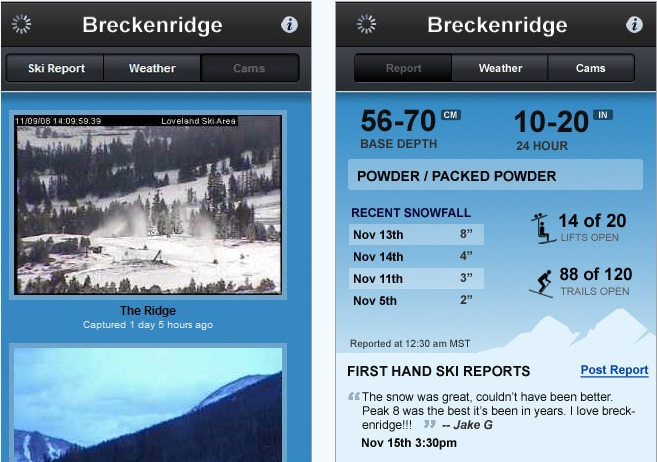 Breckenridge
Ski Report Weather Cams
11/09/08 14:09:59.39 Loveland Ski Area
The Ridge
Captured 1 day 5 hours ago
Breckenridge
Report Weather Cams
56-70 CM
BASE DEPTH
10-20 IN
24 HOUR
POWDER / PACKED POWDER
RECENT SNOWFALL
Nov 13th 8”
Nov 14th 4”
Nov 11th 3”
Nov 5th 2”
14 of 20
LIFTS OPEN
88 of 120
TRAILS OPEN
Reported at 12:30 am MST
FIRST HAND SKI REPORTS Post Report
“The snow was great, couldn’t have been better.
Peak 8 was the best it’s been in years. I love breck-
enridge!!! ” -- Jake G
Nov 15th 3:30pm